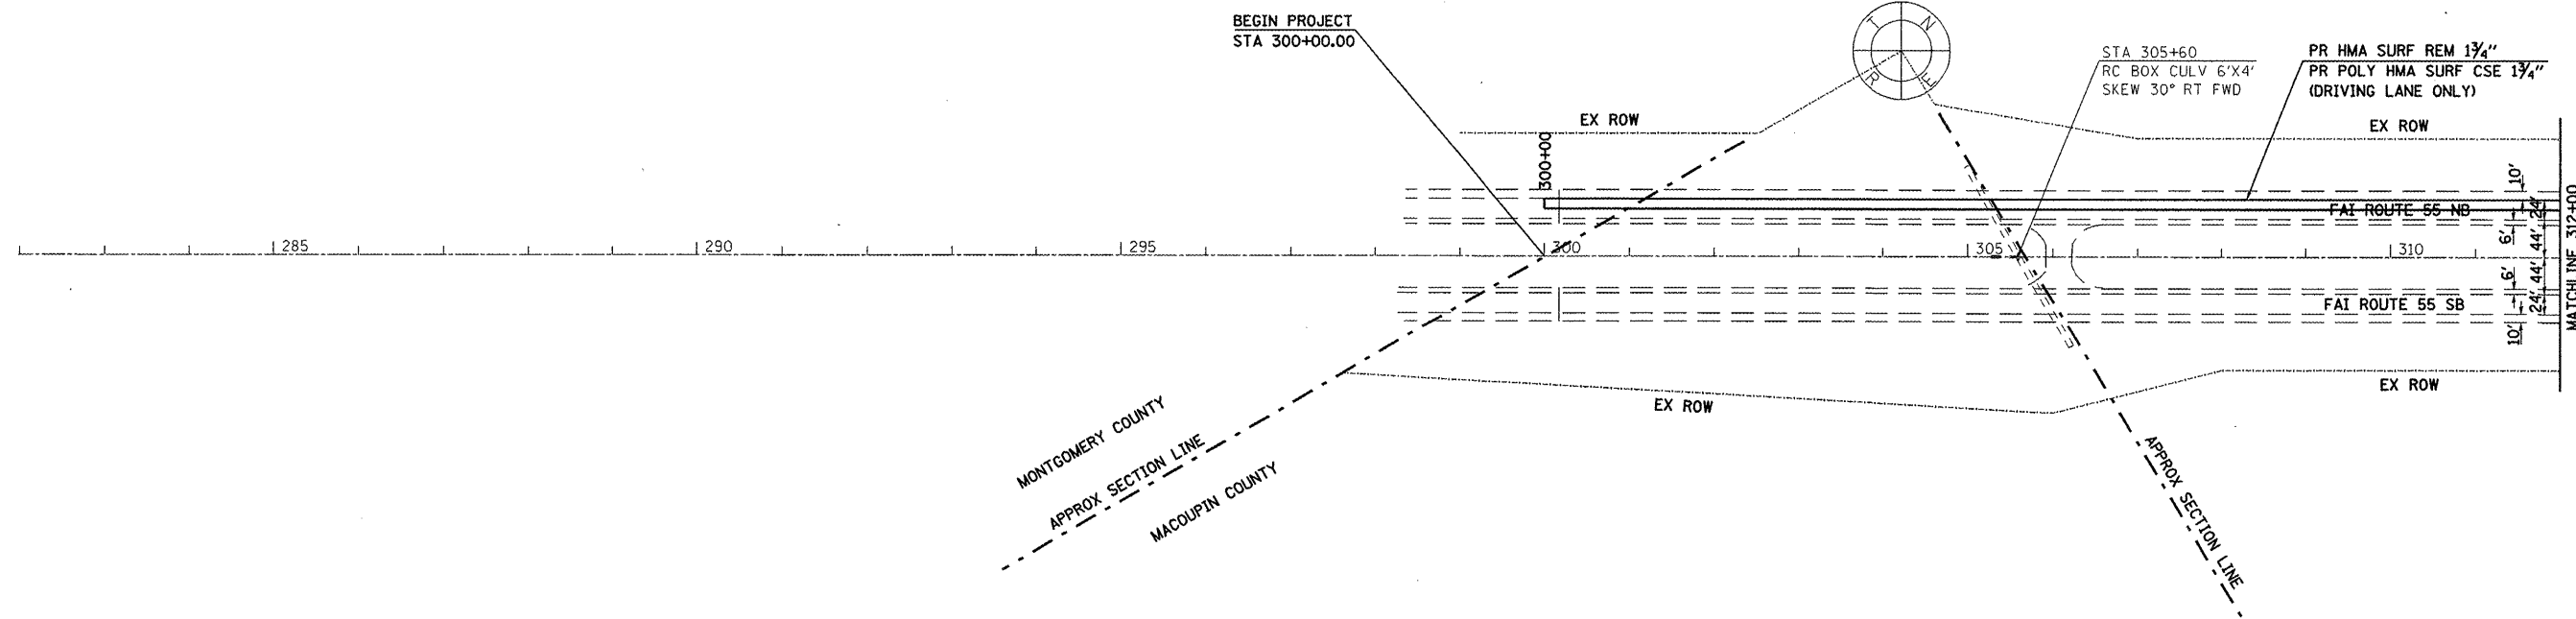 BEGIN PROJECT
STA 300+00.00
T N
R E
STA 305+60
RC BOX CULV 6'X4'
SKEW 30° RT FWD
PR HMA SURF REM 1¾"
PR POLY HMA SURF CSE 1¾"
(DRIVING LANE ONLY)
EX ROW
EX ROW
300+00
10'
FAI ROUTE 55 NB
24'
6'
44'
285
290
295
300
305
310
MATCHLINE 312+00
44'
6'
24'
FAI ROUTE 55 SB
10'
EX ROW
EX ROW
MONTGOMERY COUNTY
APPROX SECTION LINE
MACOUPIN COUNTY
APPROX SECTION LINE